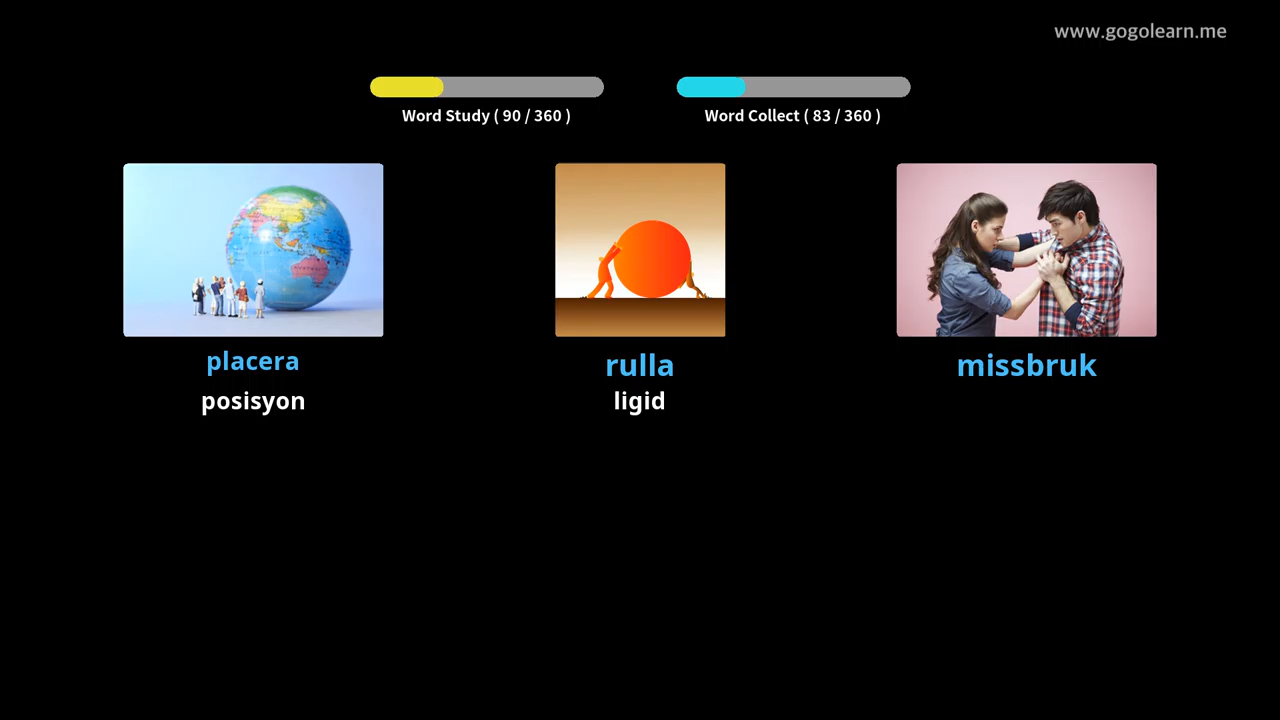 www.gogolearn.me
Word Study ( 90 / 360 )
Word Collect ( 83 / 360 )
placera
rulla
missbruk
posisyon
ligid